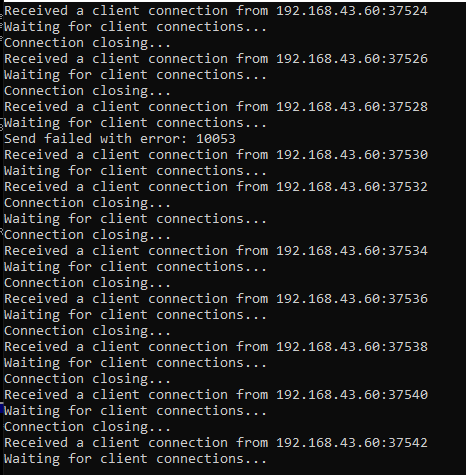 Received a client connection from 192.168.43.60:37524
Waiting for client connections...
Connection closing...
Received a client connection from 192.168.43.60:37526
Waiting for client connections...
Connection closing...
Received a client connection from 192.168.43.60:37528
Waiting for client connections...
Send failed with error: 10053
Received a client connection from 192.168.43.60:37530
Waiting for client connections...
Received a client connection from 192.168.43.60:37532
Connection closing...
Waiting for client connections...
Connection closing...
Received a client connection from 192.168.43.60:37534
Waiting for client connections...
Connection closing...
Received a client connection from 192.168.43.60:37536
Waiting for client connections...
Connection closing...
Received a client connection from 192.168.43.60:37538
Waiting for client connections...
Connection closing...
Received a client connection from 192.168.43.60:37540
Waiting for client connections...
Connection closing...
Received a client connection from 192.168.43.60:37542
Waiting for client connections...